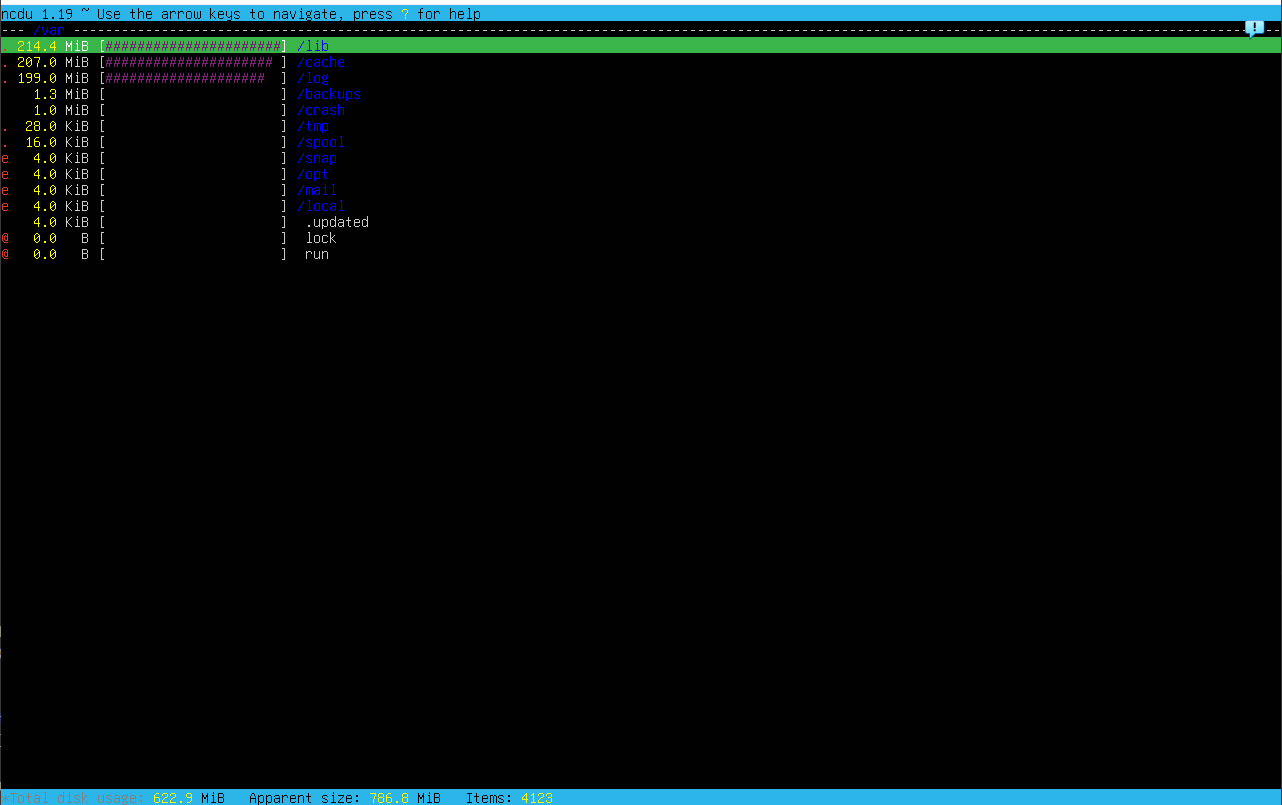 ncdu 1.19 ~ Use the arrow keys to navigate, press ? for help
--- /var ---
. 214.4 MiB [######################] /lib
. 207.0 MiB [##################### ] /cache
. 199.0 MiB [####################  ] /log
    1.3 MiB [                      ] /backups
    1.0 MiB [                      ] /crash
.  28.0 KiB [                      ] /tmp
.  16.0 KiB [                      ] /spool
e   4.0 KiB [                      ] /snap
e   4.0 KiB [                      ] /opt
e   4.0 KiB [                      ] /mail
e   4.0 KiB [                      ] /local
    4.0 KiB [                      ]  .updated
@   0.0   B [                      ]  lock
@   0.0   B [                      ]  run
*Total disk usage: 622.9 MiB   Apparent size: 786.8 MiB   Items: 4123